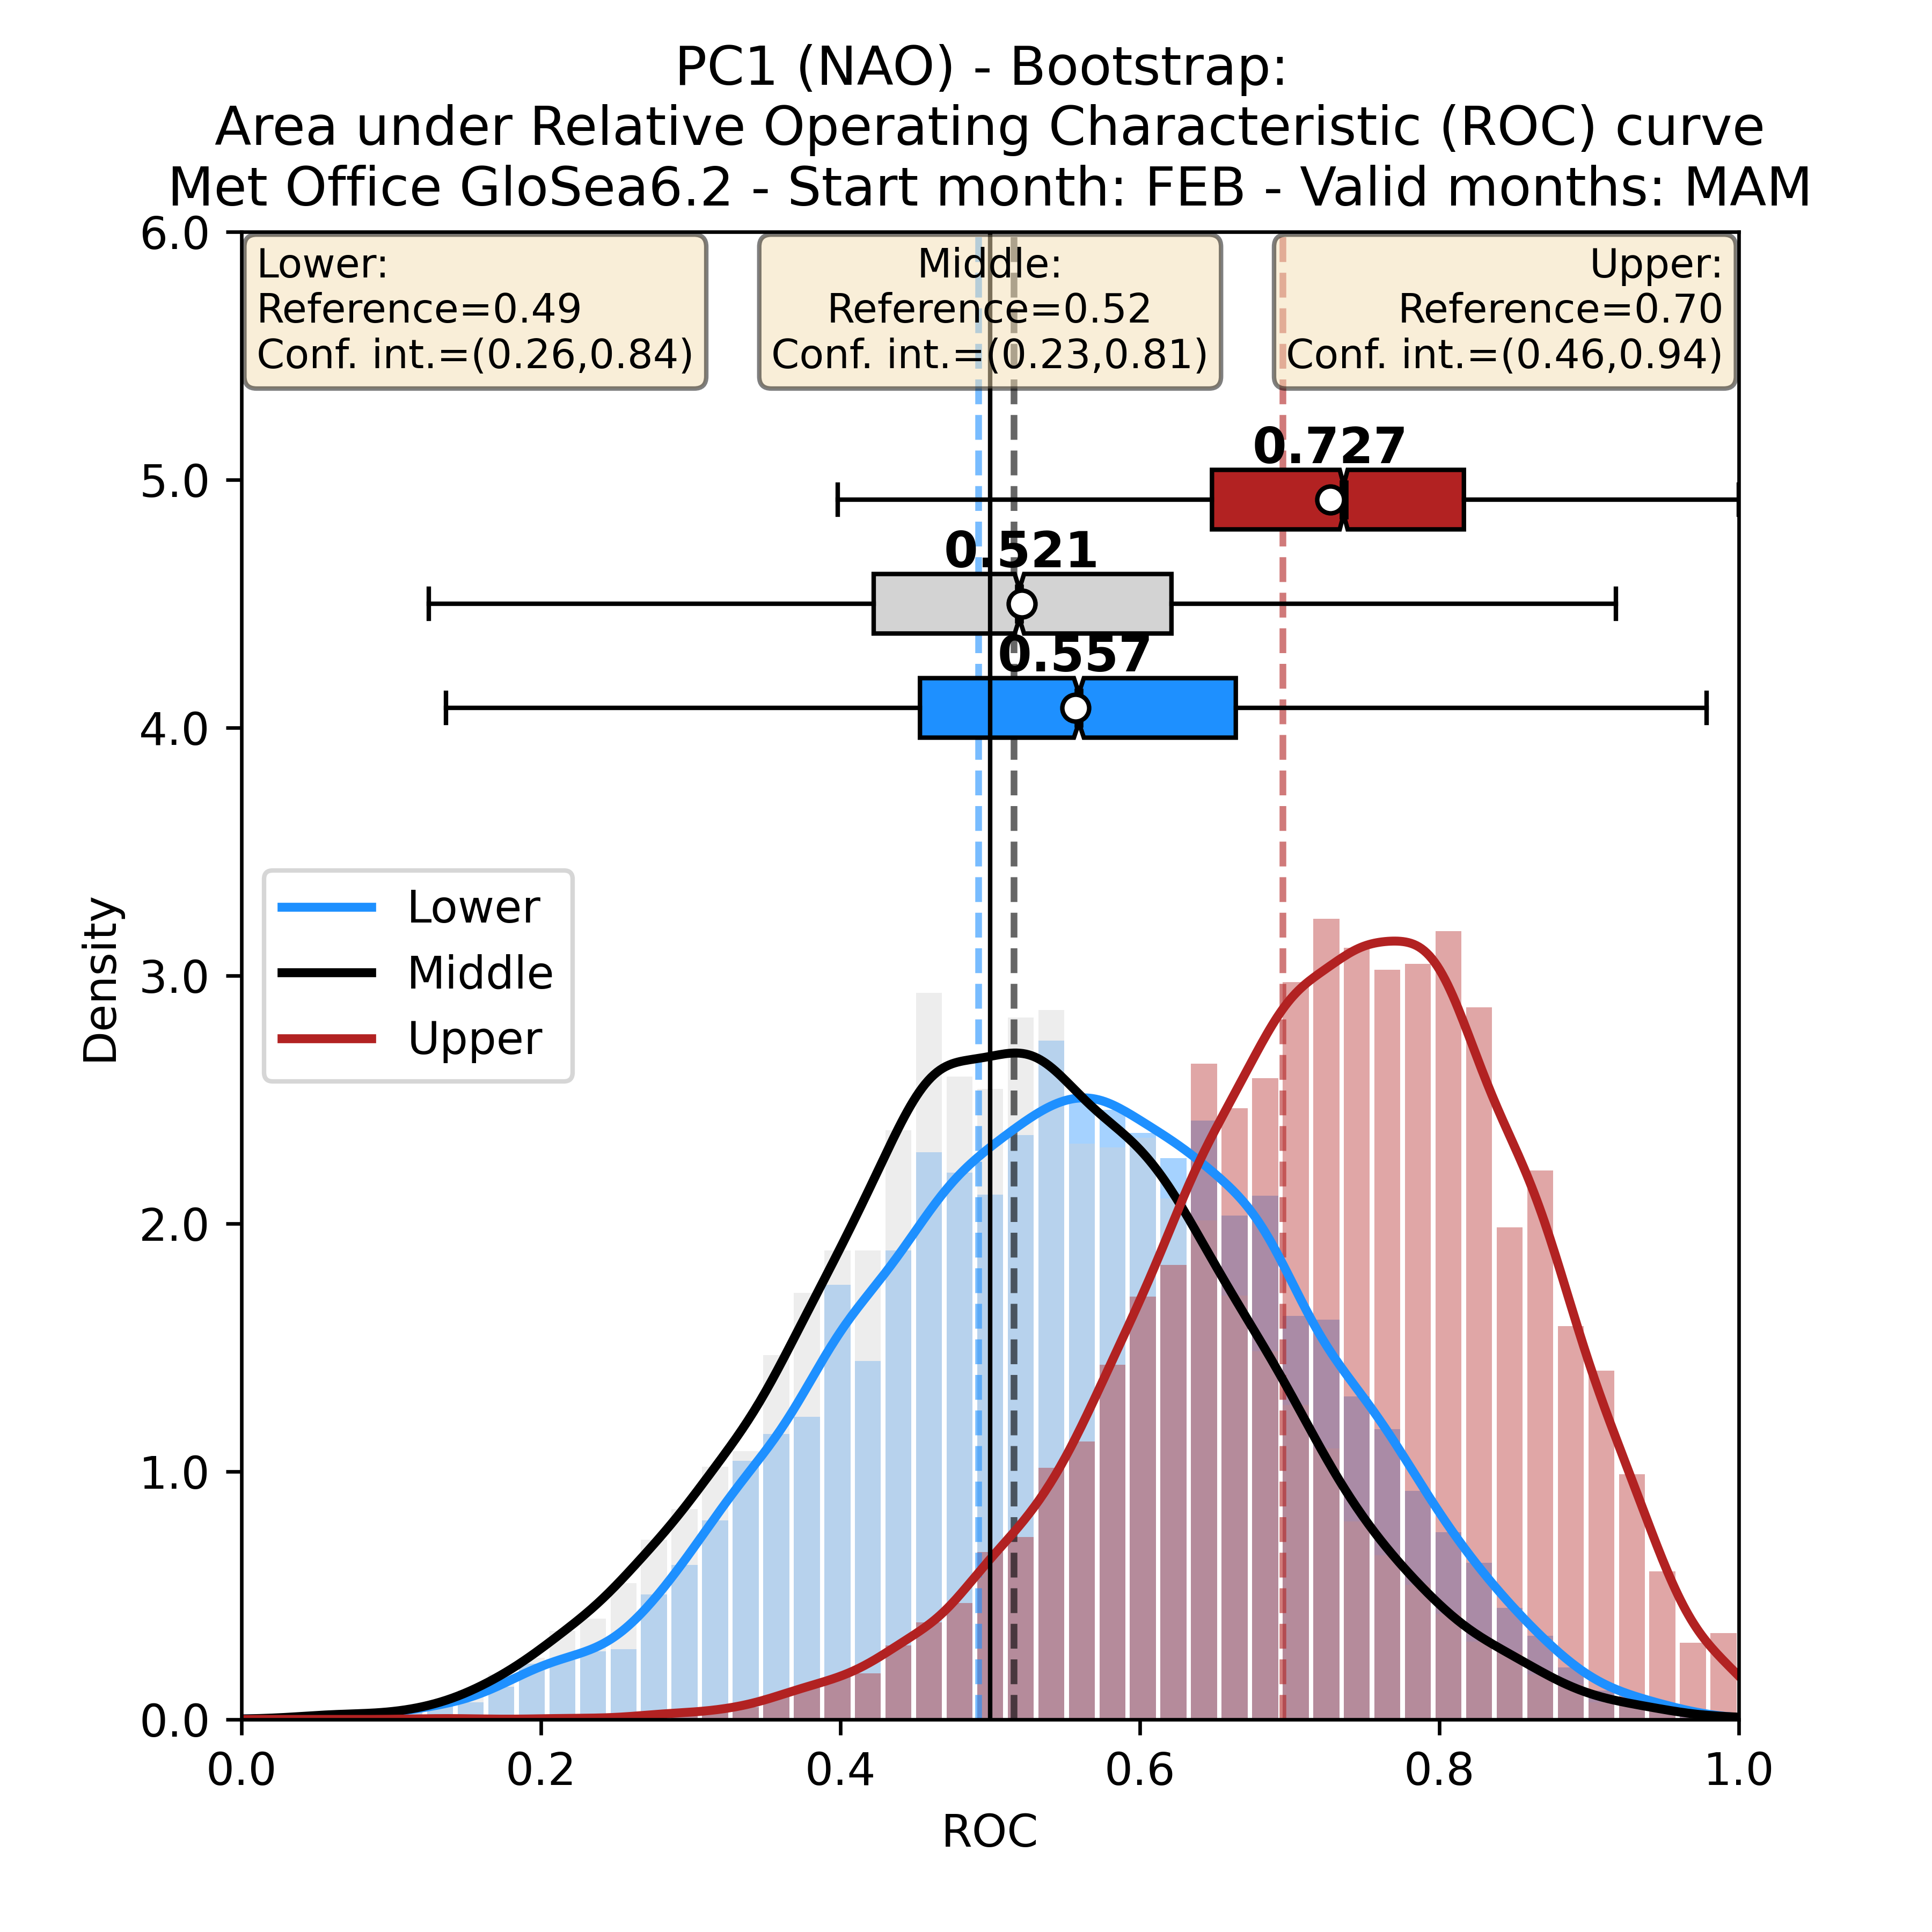 PC1 (NAO) - Bootstrap:
Area under Relative Operating Characteristic (ROC) curve
Met Office GloSea6.2 - Start month: FEB - Valid months: MAM
Lower:
Reference=0.49
Conf. int.=(0.26,0.84)
Middle:
Reference=0.52
Conf. int.=(0.23,0.81)
Upper:
Reference=0.70
Conf. int.=(0.46,0.94)
0.727
0.521
0.557
Lower
Middle
Upper
Density
6.0
5.0
4.0
3.0
2.0
1.0
0.0
0.0
0.2
0.4
0.6
0.8
1.0
ROC